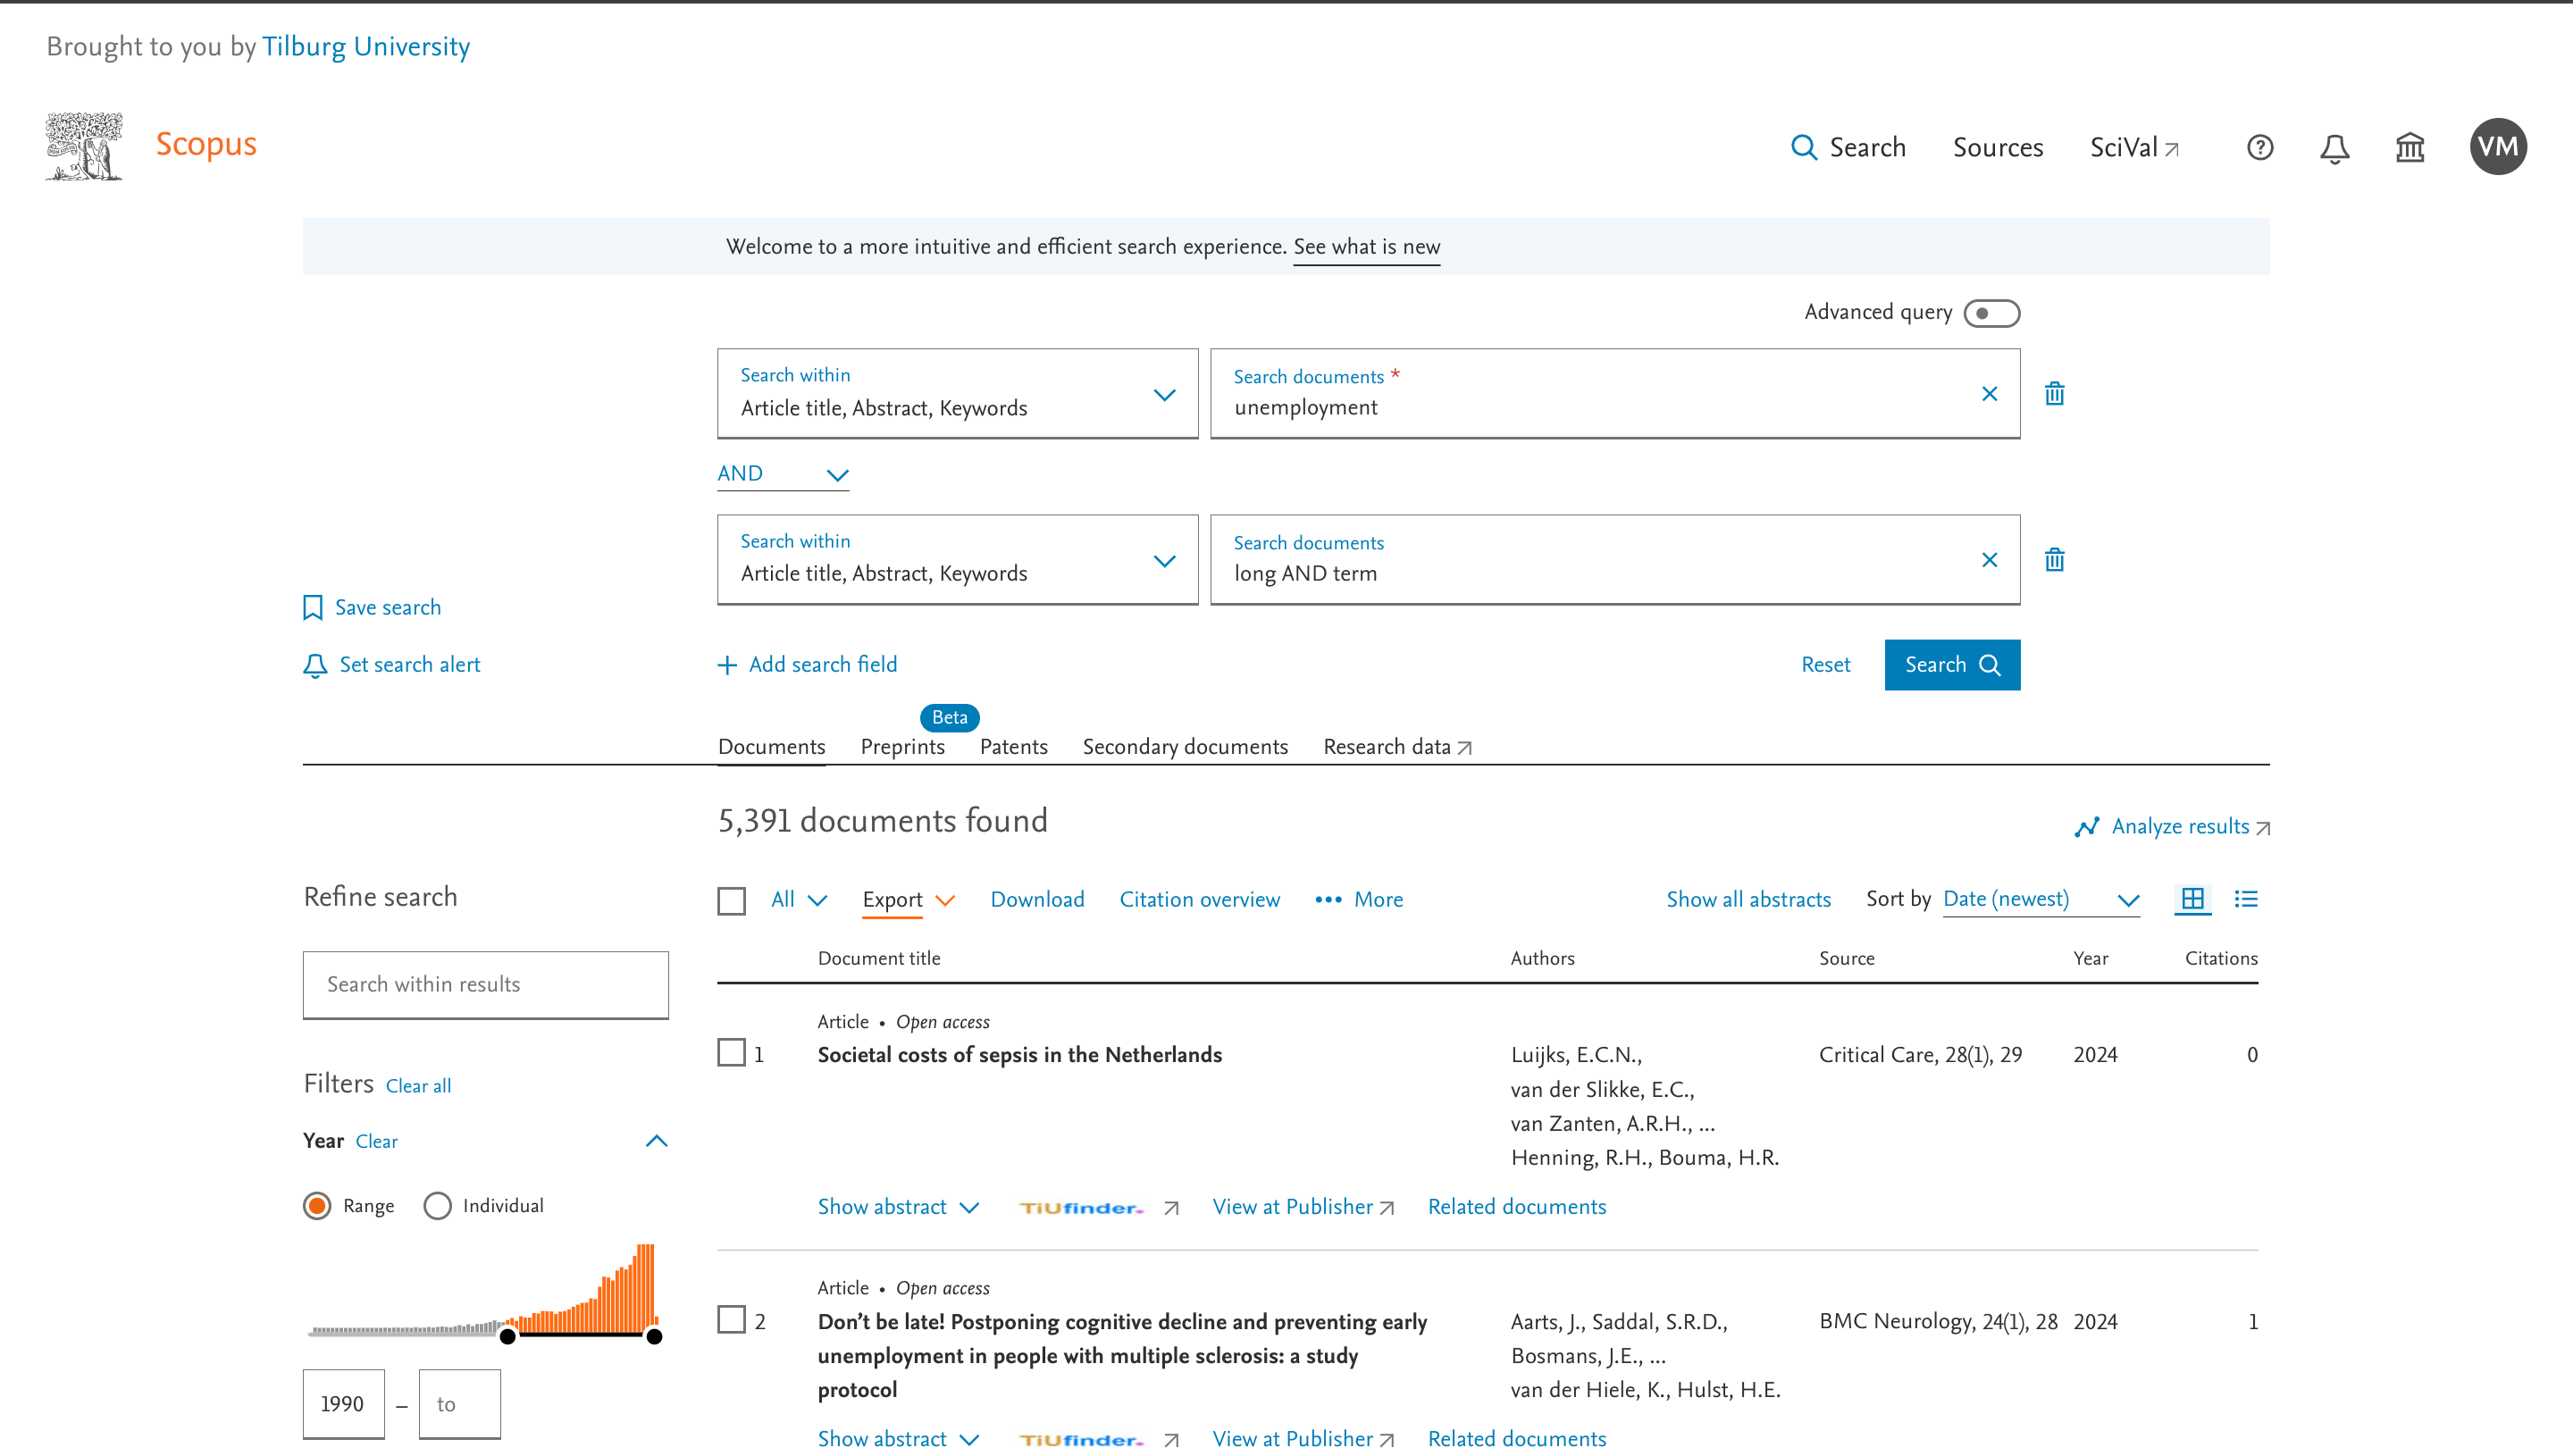 Brought to you by Tilburg University
Scopus
Search
Sources
SciVal
VM
Welcome to a more intuitive and efficient search experience. See what is new
Advanced query
Search within
Article title, Abstract, Keywords
Search documents *
unemployment
AND
Search within
Article title, Abstract, Keywords
Search documents
long AND term
Save search
Set search alert
Add search field
Reset
Search
Beta
Documents
Preprints
Patents
Secondary documents
Research data
5,391 documents found
Analyze results
Refine search
Search within results
Filters Clear all
Year Clear
Range
Individual
1990 – to
All
Export
Download
Citation overview
More
Show all abstracts
Sort by Date (newest)
Document title
Authors
Source
Year
Citations
Article • Open access
1
Societal costs of sepsis in the Netherlands
Luijks, E.C.N.,
van der Slikke, E.C.,
van Zanten, A.R.H., ...
Henning, R.H., Bouma, H.R.
Critical Care, 28(1), 29
2024
0
Show abstract
TiUfinder.
View at Publisher
Related documents
Article • Open access
2
Don't be late! Postponing cognitive decline and preventing early
unemployment in people with multiple sclerosis: a study
protocol
Aarts, J., Saddal, S.R.D.,
Bosmans, J.E., ...
van der Hiele, K., Hulst, H.E.
BMC Neurology, 24(1), 28
2024
1
Show abstract
TiUfinder.
View at Publisher
Related documents